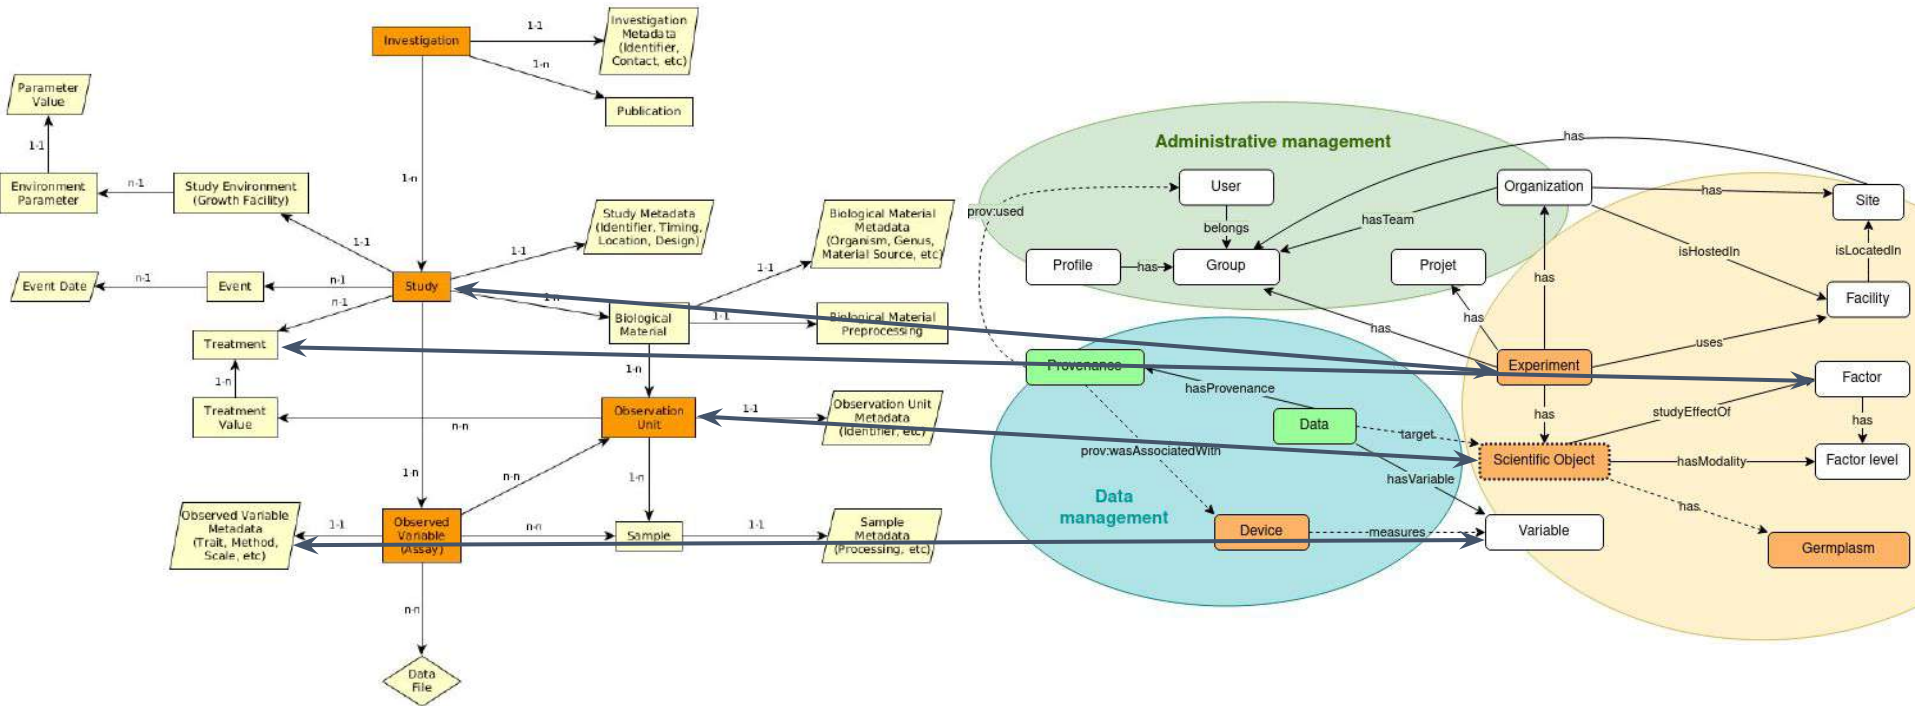 Investigation
1-1
Investigation
Metadata
(Identifier,
Contact, etc)
1-n
Publication
Parameter
Value
1-1
Environment
Parameter
n-1
Study Environment
(Growth Facility)
1-n
1-1
Study Metadata
(Identifier, Timing,
Location, Design)
1-1
Biological Material
Metadata
(Organism, Genus,
Material Source, etc)
1-1
Event Date
n-1
Event
n-1
Study
n-1
1-n
Biological
Material
1-1
Biological Material
Preprocessing
Treatment
1-n
1-n
Treatment
Value
n-n
Observation
Unit
1-1
Observation Unit
Metadata
(Identifier, etc)
1-n
n-n
1-n
Observed Variable
Metadata
(Trait, Method,
Scale, etc)
1-1
Observed
Variable
(Assay)
n-n
Sample
1-1
Sample
Metadata
(Processing, etc)
n-n
Data
File
Administrative management
has
User
Organization
has
Site
prov:used
belongs
hasTeam
isHostedIn
isLocatedIn
Profile
has
Group
Projet
has
Facility
has
has
uses
Provenance
hasProvenance
Experiment
Factor
Data
target
has
studyEffectOf
has
prov:wasAssociatedWith
Scientific Object
hasModality
Factor level
hasVariable
Data
management
has
Device
measures
Variable
Germplasm